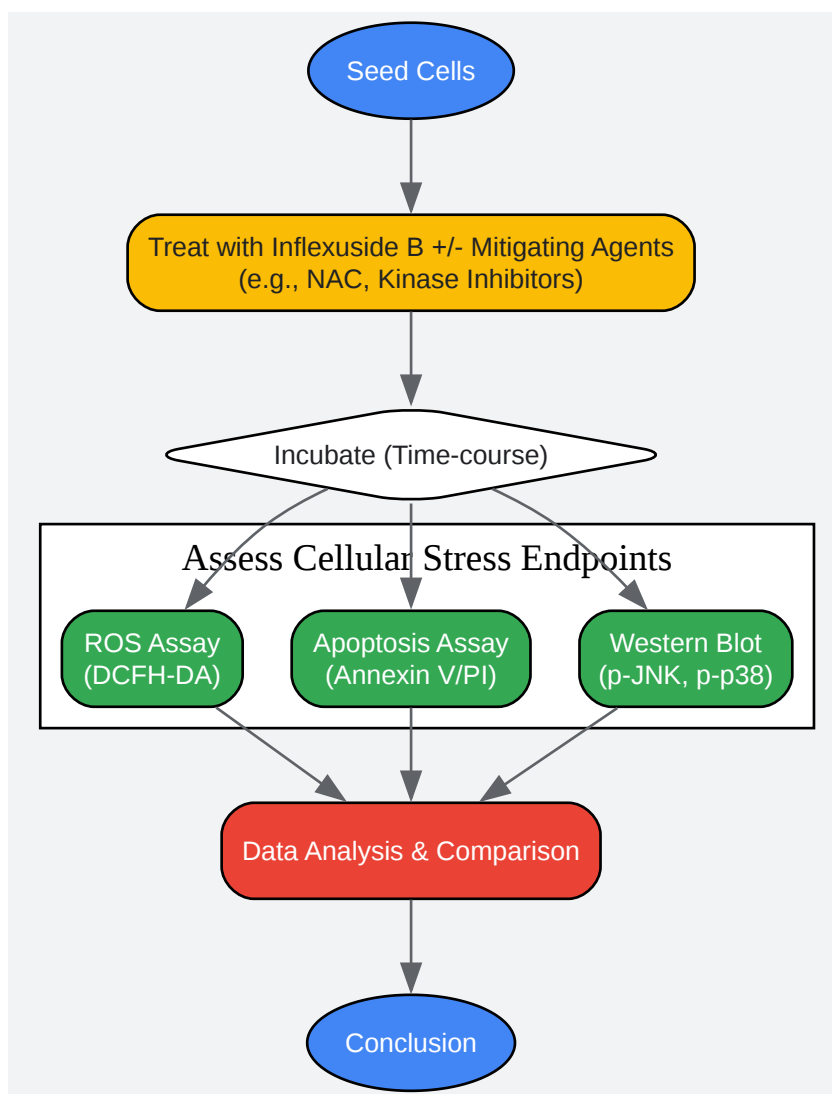 Seed Cells
Treat with Inflexuside B +/- Mitigating Agents
(e.g., NAC, Kinase Inhibitors)
Incubate (Time-course)
Assess Cellular Stress Endpoints
ROS Assay
(DCFH-DA)
Apoptosis Assay
(Annexin V/PI)
Western Blot
(p-JNK, p-p38)
Data Analysis & Comparison
Conclusion